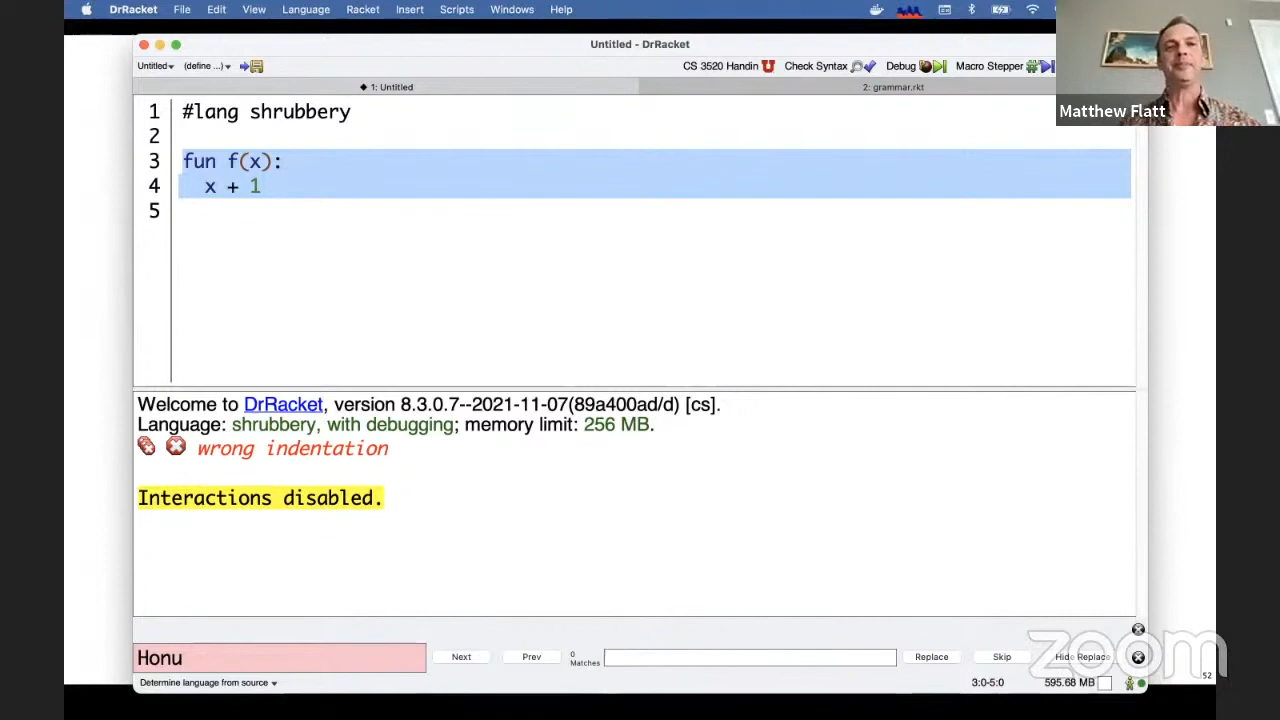 DrRacket File Edit View Language Racket Insert Scripts Windows Help
Untitled - DrRacket
Untitled (define ...) CS 3520 Handin Check Syntax Debug Macro Stepper
1: Untitled 2: grammar.rkt
Matthew Flatt
1 #lang shrubbery
2
3 fun f(x):
4 x + 1
5
Welcome to DrRacket, version 8.3.0.7--2021-11-07(89a400ad/d) [cs].
Language: shrubbery, with debugging; memory limit: 256 MB.
wrong indentation
Interactions disabled.
Honu Next Prev 0 Matches Replace Skip Hide Replace
zoom
Determine language from source 3:0-5:0 595.68 MB
52